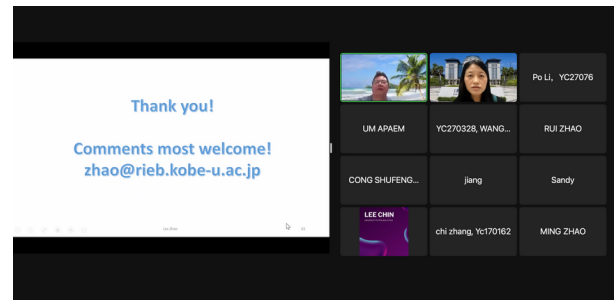 Thank you!
Comments most welcome!
zhao@rieb.kobe-u.ac.jp
Po Li, YC27076
UM APAEM
YC270328, WANG...
RUI ZHAO
CONG SHUFENG...
jiang
Sandy
LEE CHIN
chi zhang, Yc170162
MING ZHAO